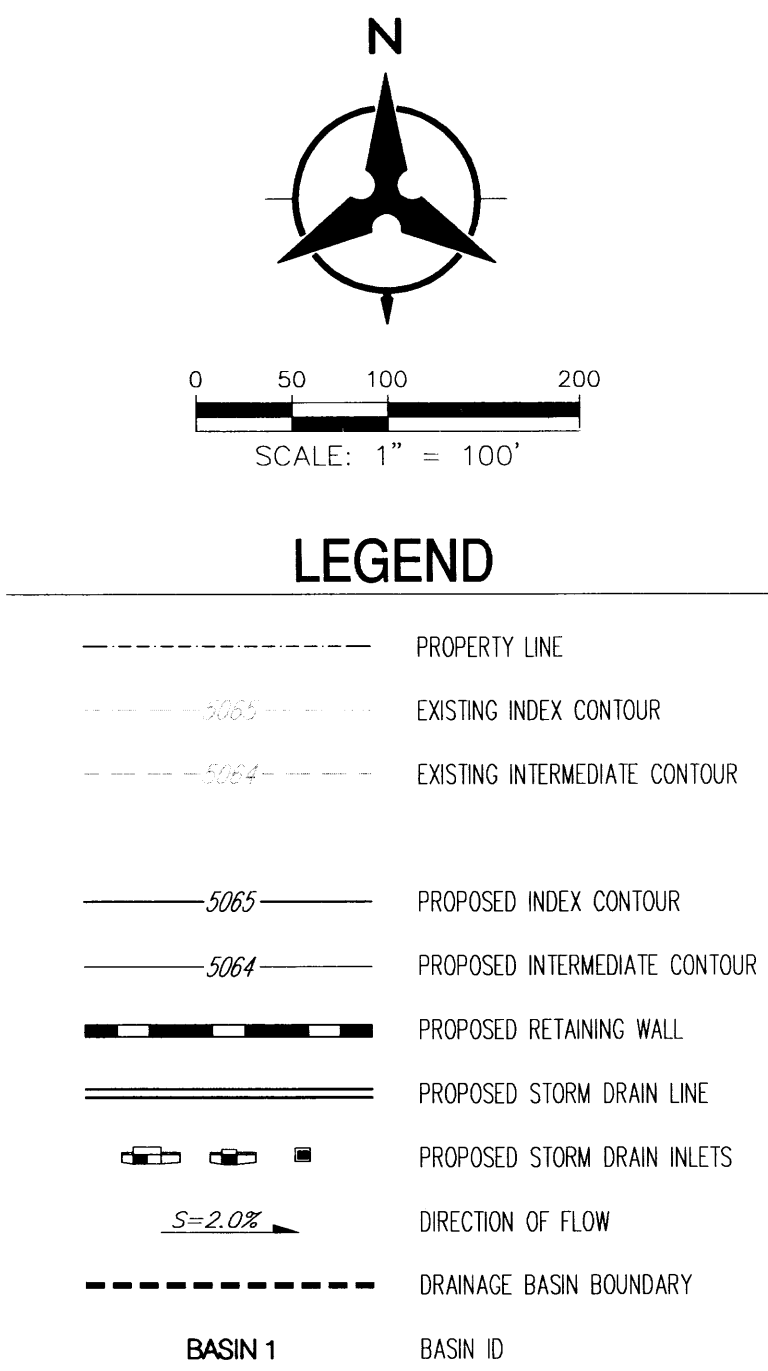 N
0 50 100 200
SCALE: 1" = 100'
LEGEND
PROPERTY LINE
5065 EXISTING INDEX CONTOUR
5064 EXISTING INTERMEDIATE CONTOUR
5065 PROPOSED INDEX CONTOUR
5064 PROPOSED INTERMEDIATE CONTOUR
PROPOSED RETAINING WALL
PROPOSED STORM DRAIN LINE
PROPOSED STORM DRAIN INLETS
S=2.0% DIRECTION OF FLOW
DRAINAGE BASIN BOUNDARY
BASIN 1 BASIN ID